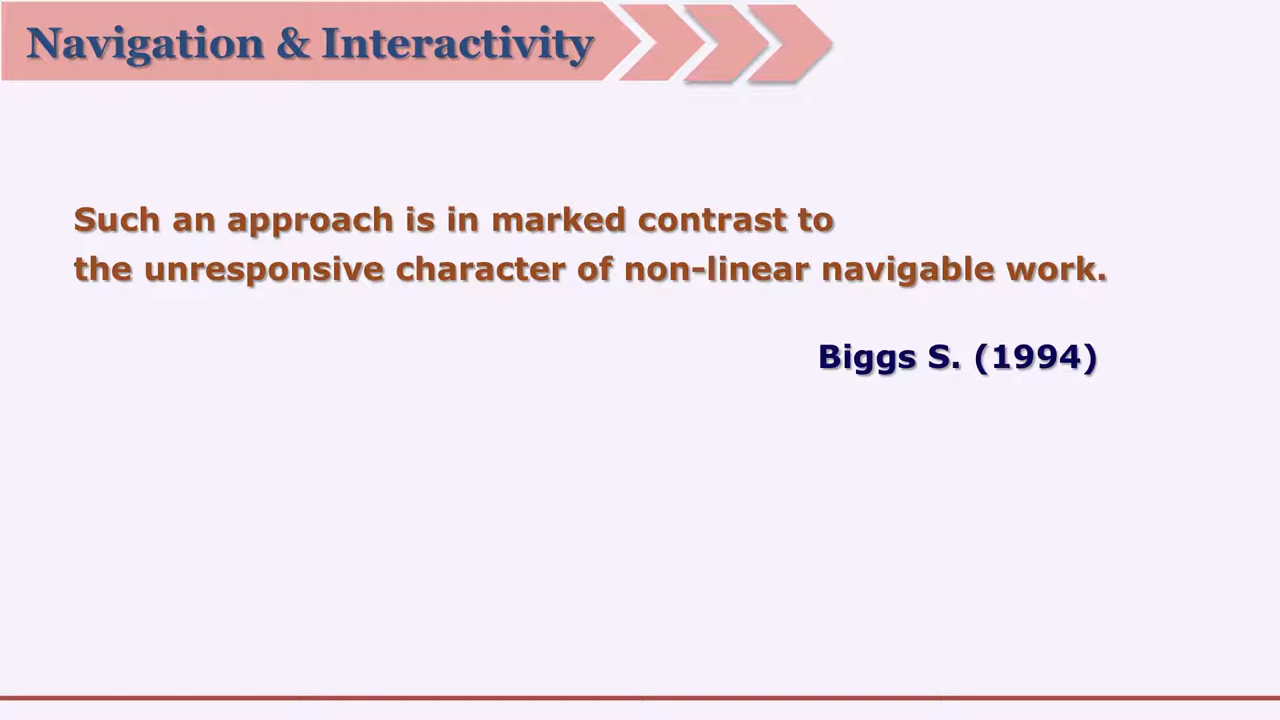 Navigation & Interactivity
Such an approach is in marked contrast to
the unresponsive character of non-linear navigable work.
Biggs S. (1994)